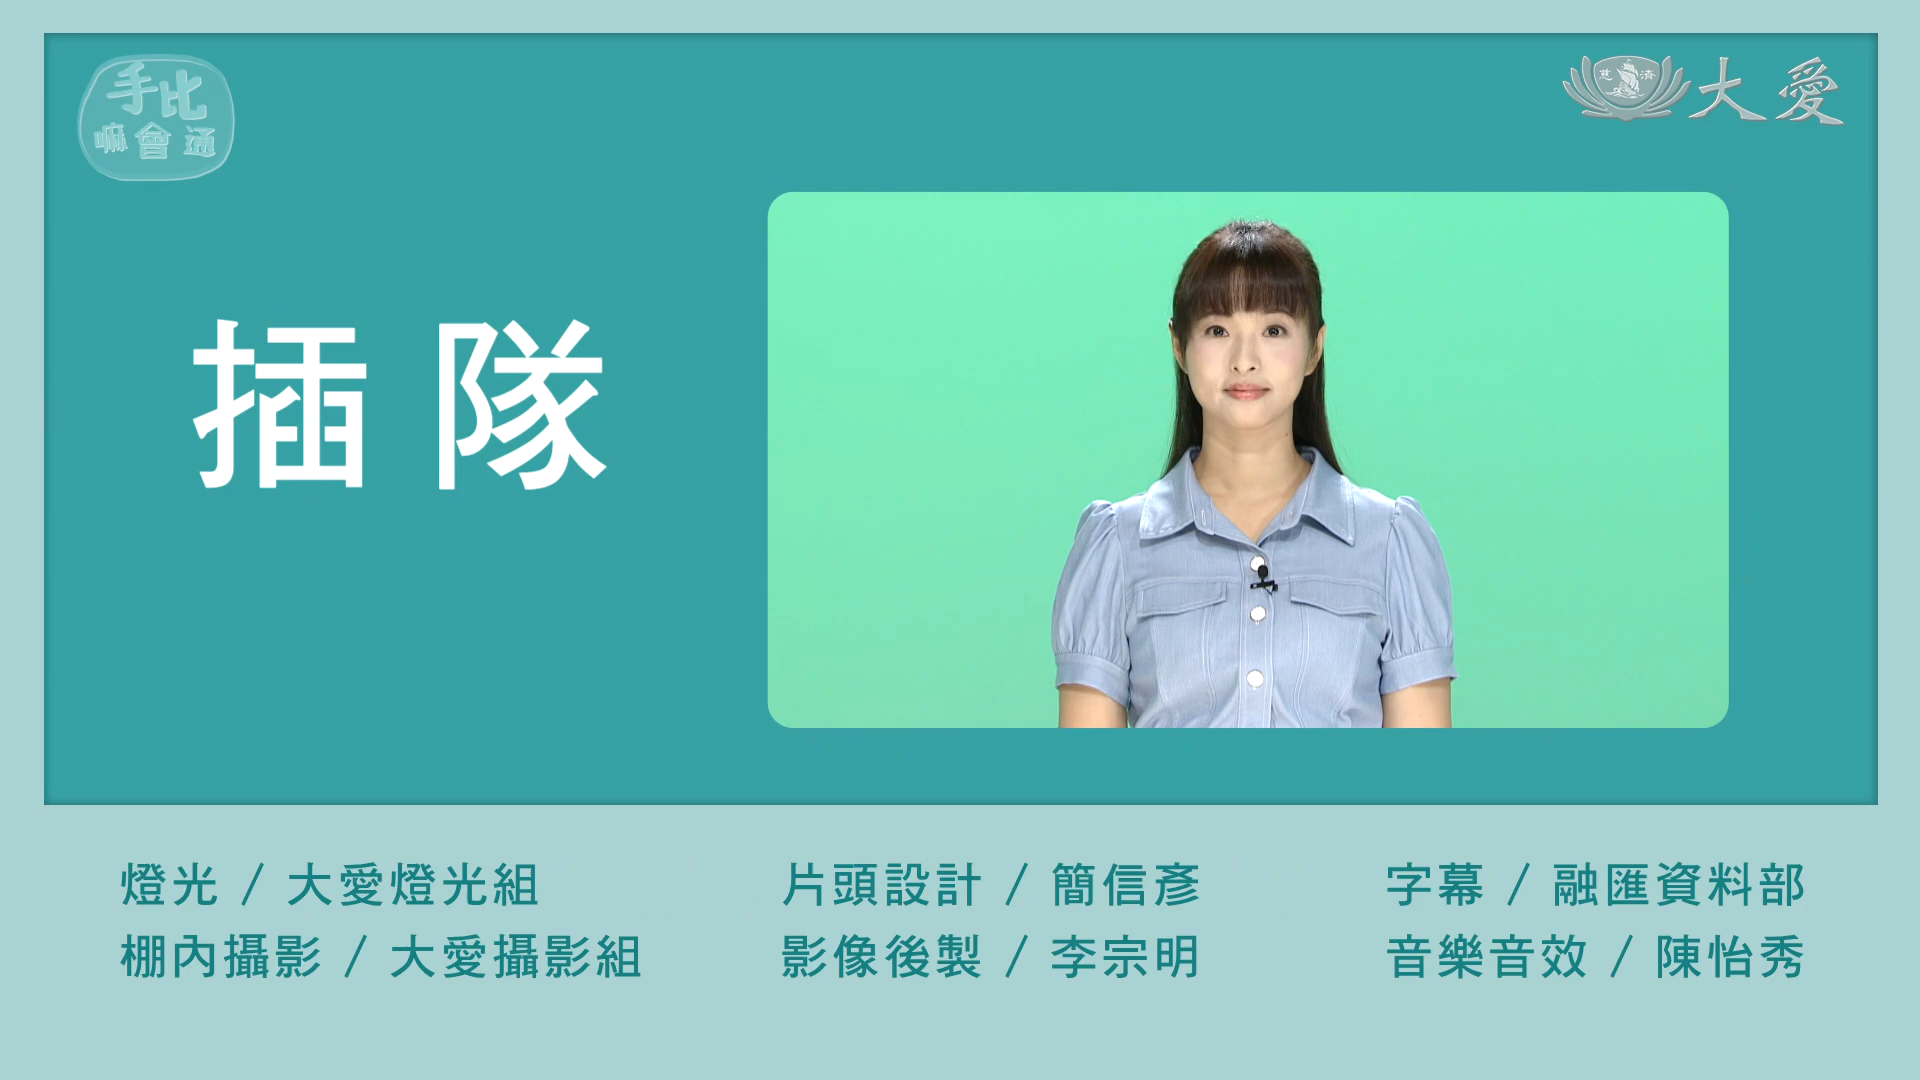 手比
嘛會通
慈濟
大愛
插隊
燈光 / 大愛燈光組
棚內攝影 / 大愛攝影組
片頭設計 / 簡信彥
影像後製 / 李宗明
字幕 / 融匯資料部
音樂音效 / 陳怡秀